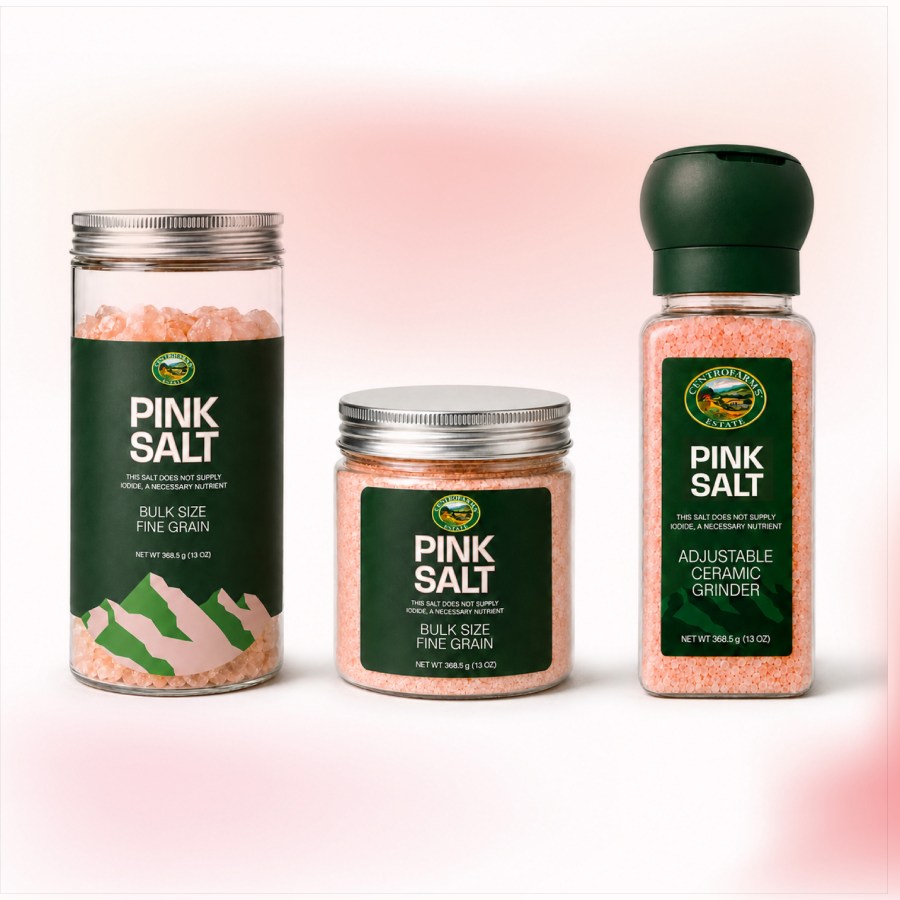 CENTROFARMS
ESTATE
PINK
SALT
THIS SALT DOES NOT SUPPLY
IODIDE, A NECESSARY NUTRIENT
BULK SIZE
FINE GRAIN
NET WT 368.5 g (13 OZ)
CENTROFARMS
ESTATE
PINK
SALT
THIS SALT DOES NOT SUPPLY
IODIDE, A NECESSARY NUTRIENT
BULK SIZE
FINE GRAIN
NET WT 368.5 g (13 OZ)
CENTROFARMS
ESTATE
PINK
SALT
THIS SALT DOES NOT SUPPLY
IODIDE, A NECESSARY NUTRIENT
ADJUSTABLE
CERAMIC
GRINDER
NET WT 368.5 g (13 OZ)